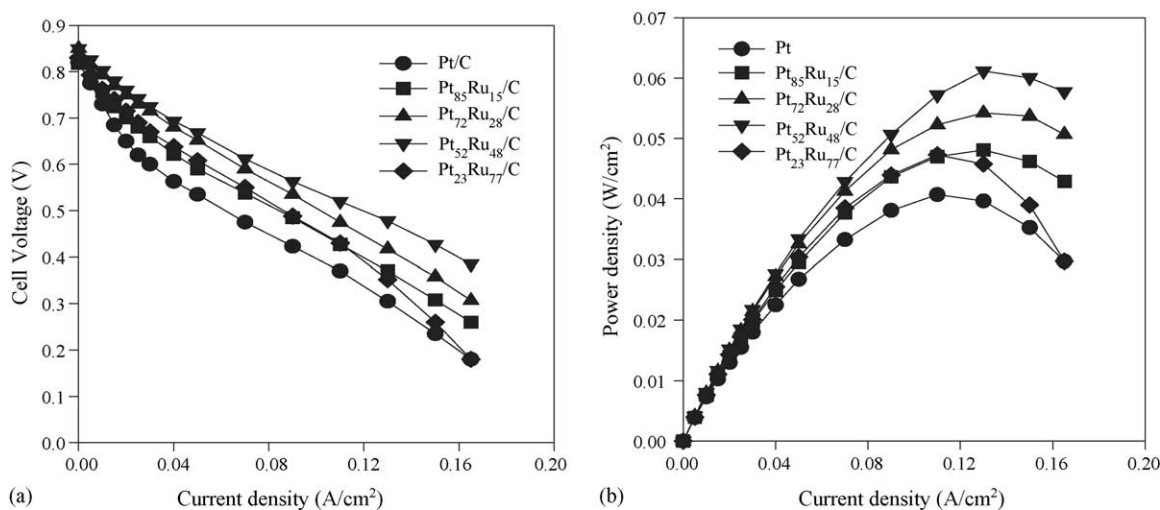 0.9
0.8
0.7
0.6
0.5
0.4
0.3
0.2
0.1
0.0
Cell Voltage (V)
Pt/C
Pt₈₅Ru₁₅/C
Pt₇₂Ru₂₈/C
Pt₅₂Ru₄₈/C
Pt₂₃Ru₇₇/C
0.00 0.04 0.08 0.12 0.16 0.20
(a) Current density (A/cm²)
0.07
0.06
0.05
0.04
0.03
0.02
0.01
0.00
Power density (W/cm²)
Pt
Pt₈₅Ru₁₅/C
Pt₇₂Ru₂₈/C
Pt₅₂Ru₄₈/C
Pt₂₃Ru₇₇/C
0.00 0.04 0.08 0.12 0.16 0.20
(b) Current density (A/cm²)